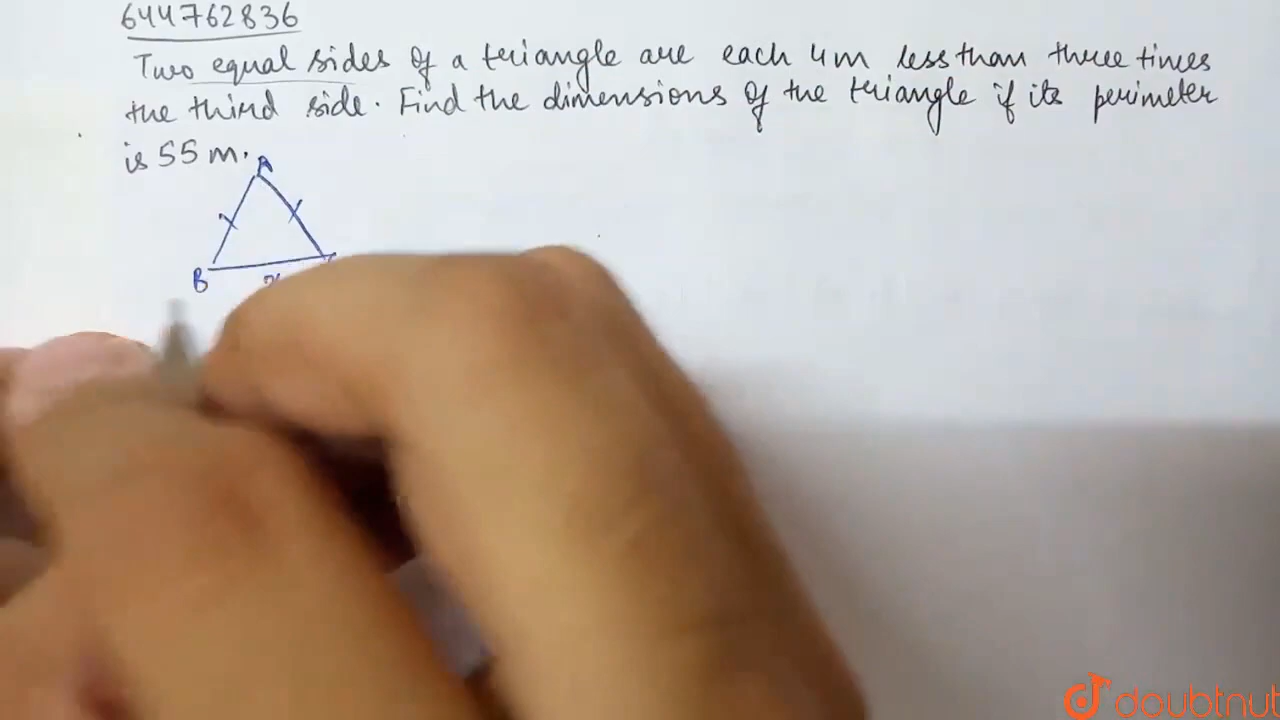 644762836
Two equal sides of a triangle are each 4m less than three times
the third side. Find the dimensions of the triangle if its perimeter
is 55 m.
A
B
x
doubtnut